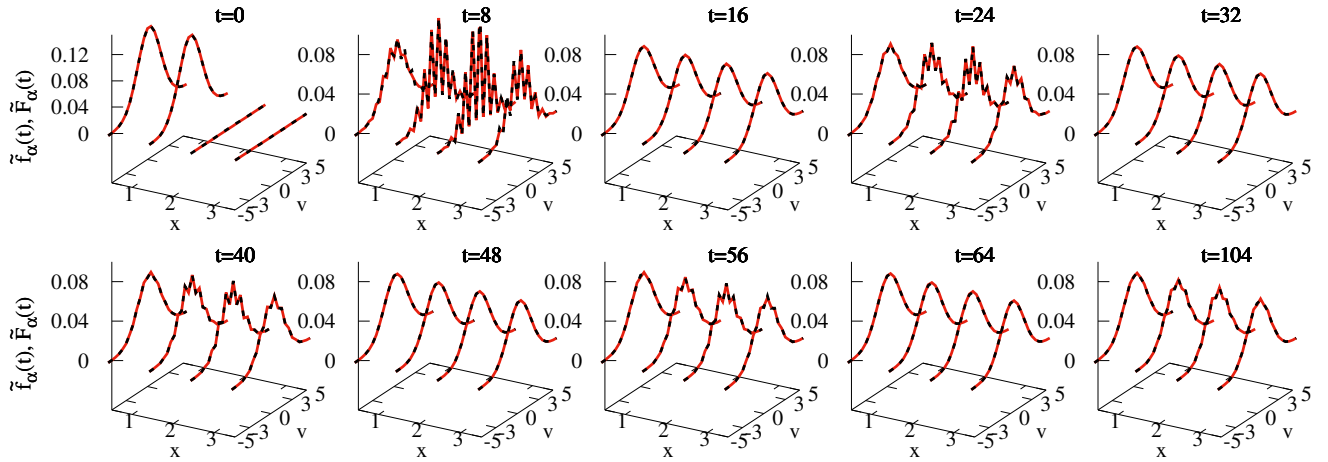 t=0 t=8 t=16 t=24 t=32
0.12 0.08 0.08 0.08 0.08
0.08
0.04 0.04 0.04 0.04 0.04
0 0 0 0 0
f̃α(t), F̃α(t)
1 2 3 -5 -3 0 3 5 1 2 3 -5 -3 0 3 5 1 2 3 -5 -3 0 3 5 1 2 3 -5 -3 0 3 5 1 2 3 -5 -3 0 3 5
x v x v x v x v x v
t=40 t=48 t=56 t=64 t=104
0.08 0.08 0.08 0.08 0.08
0.04 0.04 0.04 0.04 0.04
0 0 0 0 0
f̃α(t), F̃α(t)
1 2 3 -5 -3 0 3 5 1 2 3 -5 -3 0 3 5 1 2 3 -5 -3 0 3 5 1 2 3 -5 -3 0 3 5 1 2 3 -5 -3 0 3 5
x v x v x v x v x v